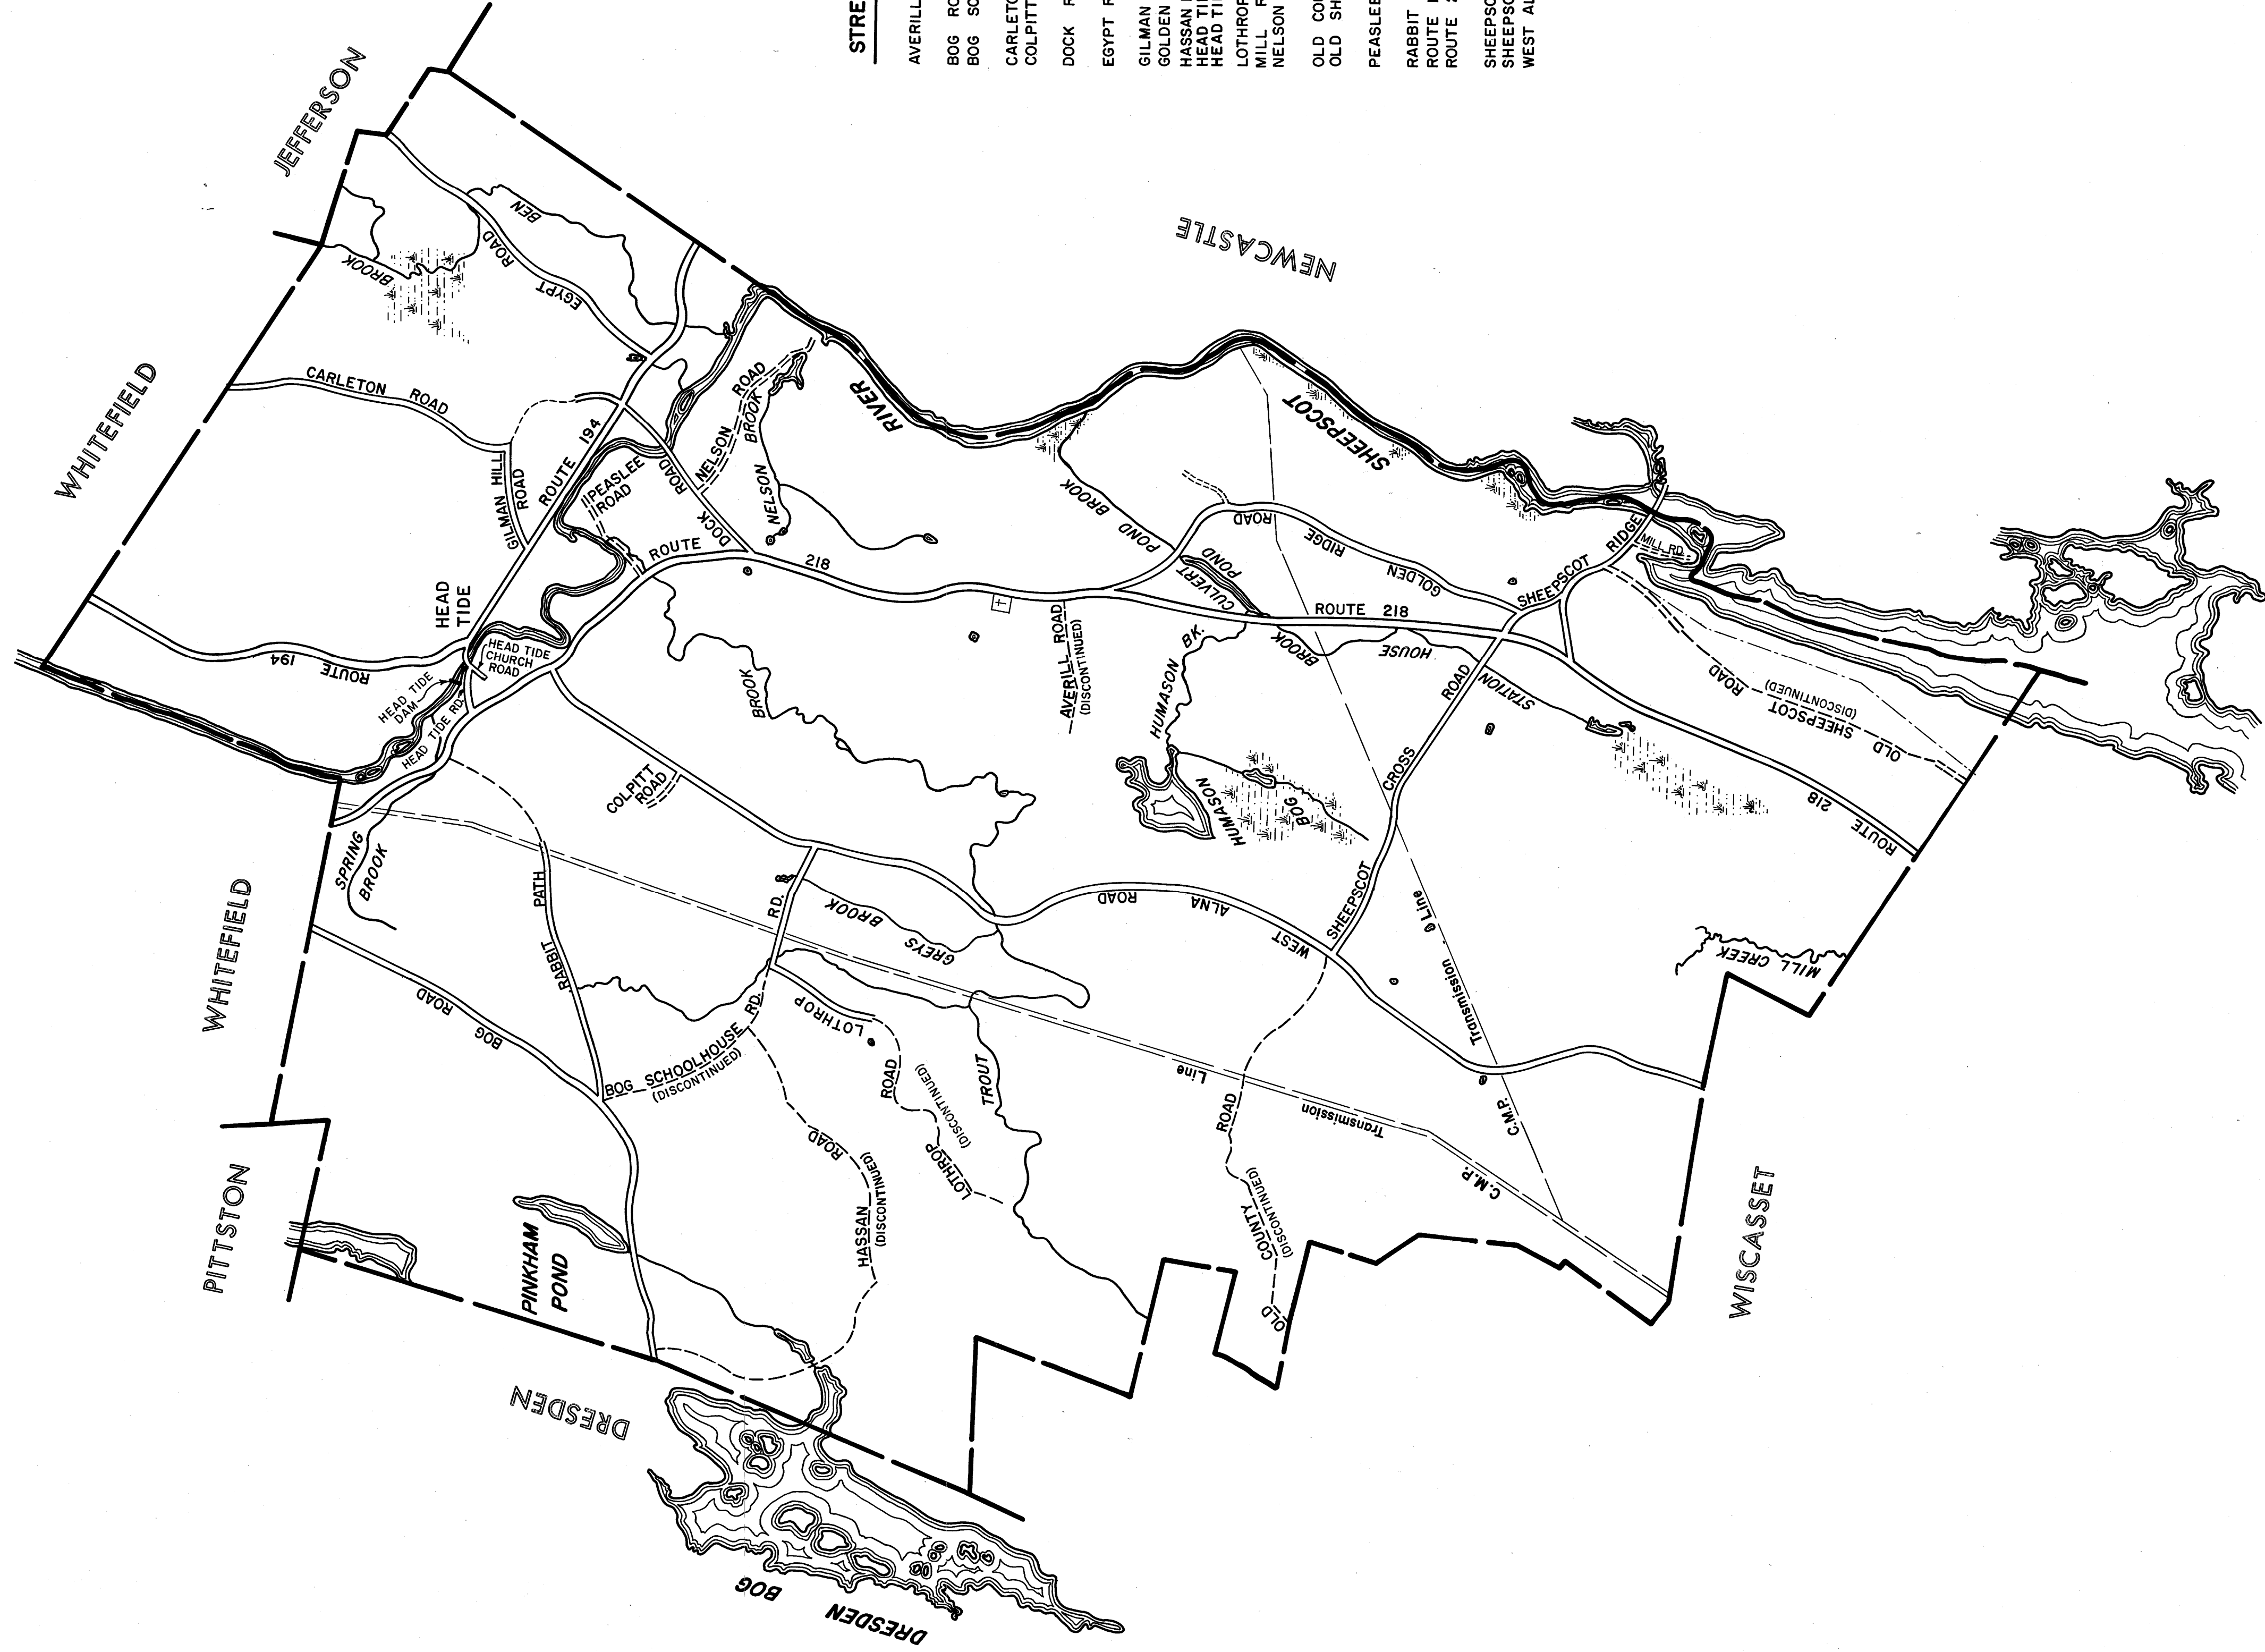 JEFFERSON
STRE
AVERILL
BOG RO
BOG SC
CARLETO
COLPITT
DOCK R
EGYPT R
GILMAN
GOLDEN
HASSAN
HEAD TI
HEAD TI
LOTHROP
MILL R
NELSON
OLD COU
OLD SH
PEASLEE
RABBIT
ROUTE
ROUTE 2
SHEEPSC
SHEEPSC
WEST AL
NEWCASTLE
WHITEFIELD
BEN
BROOK
EGYPT ROAD
CARLETON ROAD
GILMAN HILL
ROAD
ROUTE 194
PEASLEE
ROAD
DOCK ROAD
NELSON ROAD
NELSON BROOK
SHEEPSCOT RIVER
HEAD
TIDE
ROUTE 194
HEAD TIDE
CHURCH
ROAD
HEAD TIDE
DAM
HEAD TIDE RD.
ROUTE 218
POND BROOK
CULVERT
POND
GOLDEN RIDGE ROAD
ROUTE 218
SHEEPSCOT RIDGE
MILL RD.
AVERILL ROAD
(DISCONTINUED)
HUMASON BK.
HUMASON
BOG
STATION HOUSE BROOK
SHEEPSCOT CROSS ROAD
OLD SHEEPSCOT ROAD
(DISCONTINUED)
ROUTE 218
COLPITT
ROAD
BROOK
SPRING
BROOK
RABBIT PATH
BOG ROAD
BOG SCHOOLHOUSE RD. RD.
(DISCONTINUED)
GREYS BROOK
WEST ALNA ROAD
LOTHROP ROAD
LOTHROP
(DISCONTINUED)
TROUT
HASSAN ROAD
(DISCONTINUED)
OLD COUNTY ROAD
(DISCONTINUED)
C.M.P. Transmission Line
C.M.P. Transmission Line
MILL CREEK
WHITEFIELD
PITTSTON
PINKHAM
POND
DRESDEN
DRESDEN
BOG
WISCASSET